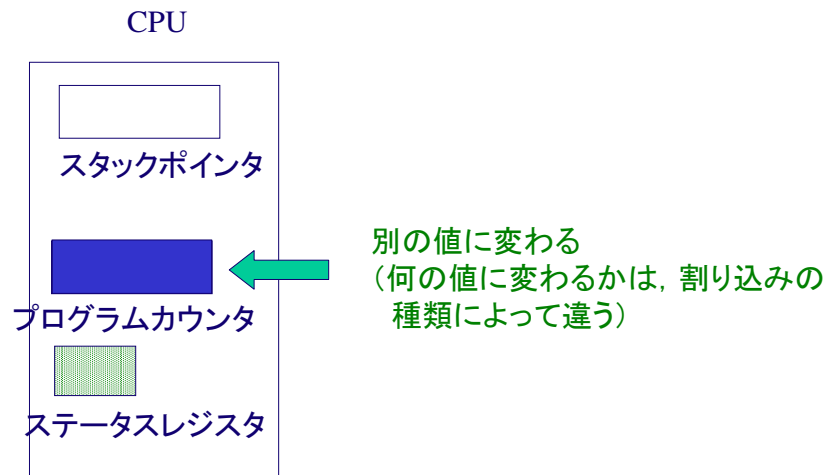 CPU
スタックポインタ
別の値に変わる
（何の値に変わるかは，割り込みの
種類によって違う）
プログラムカウンタ
ステータスレジスタ